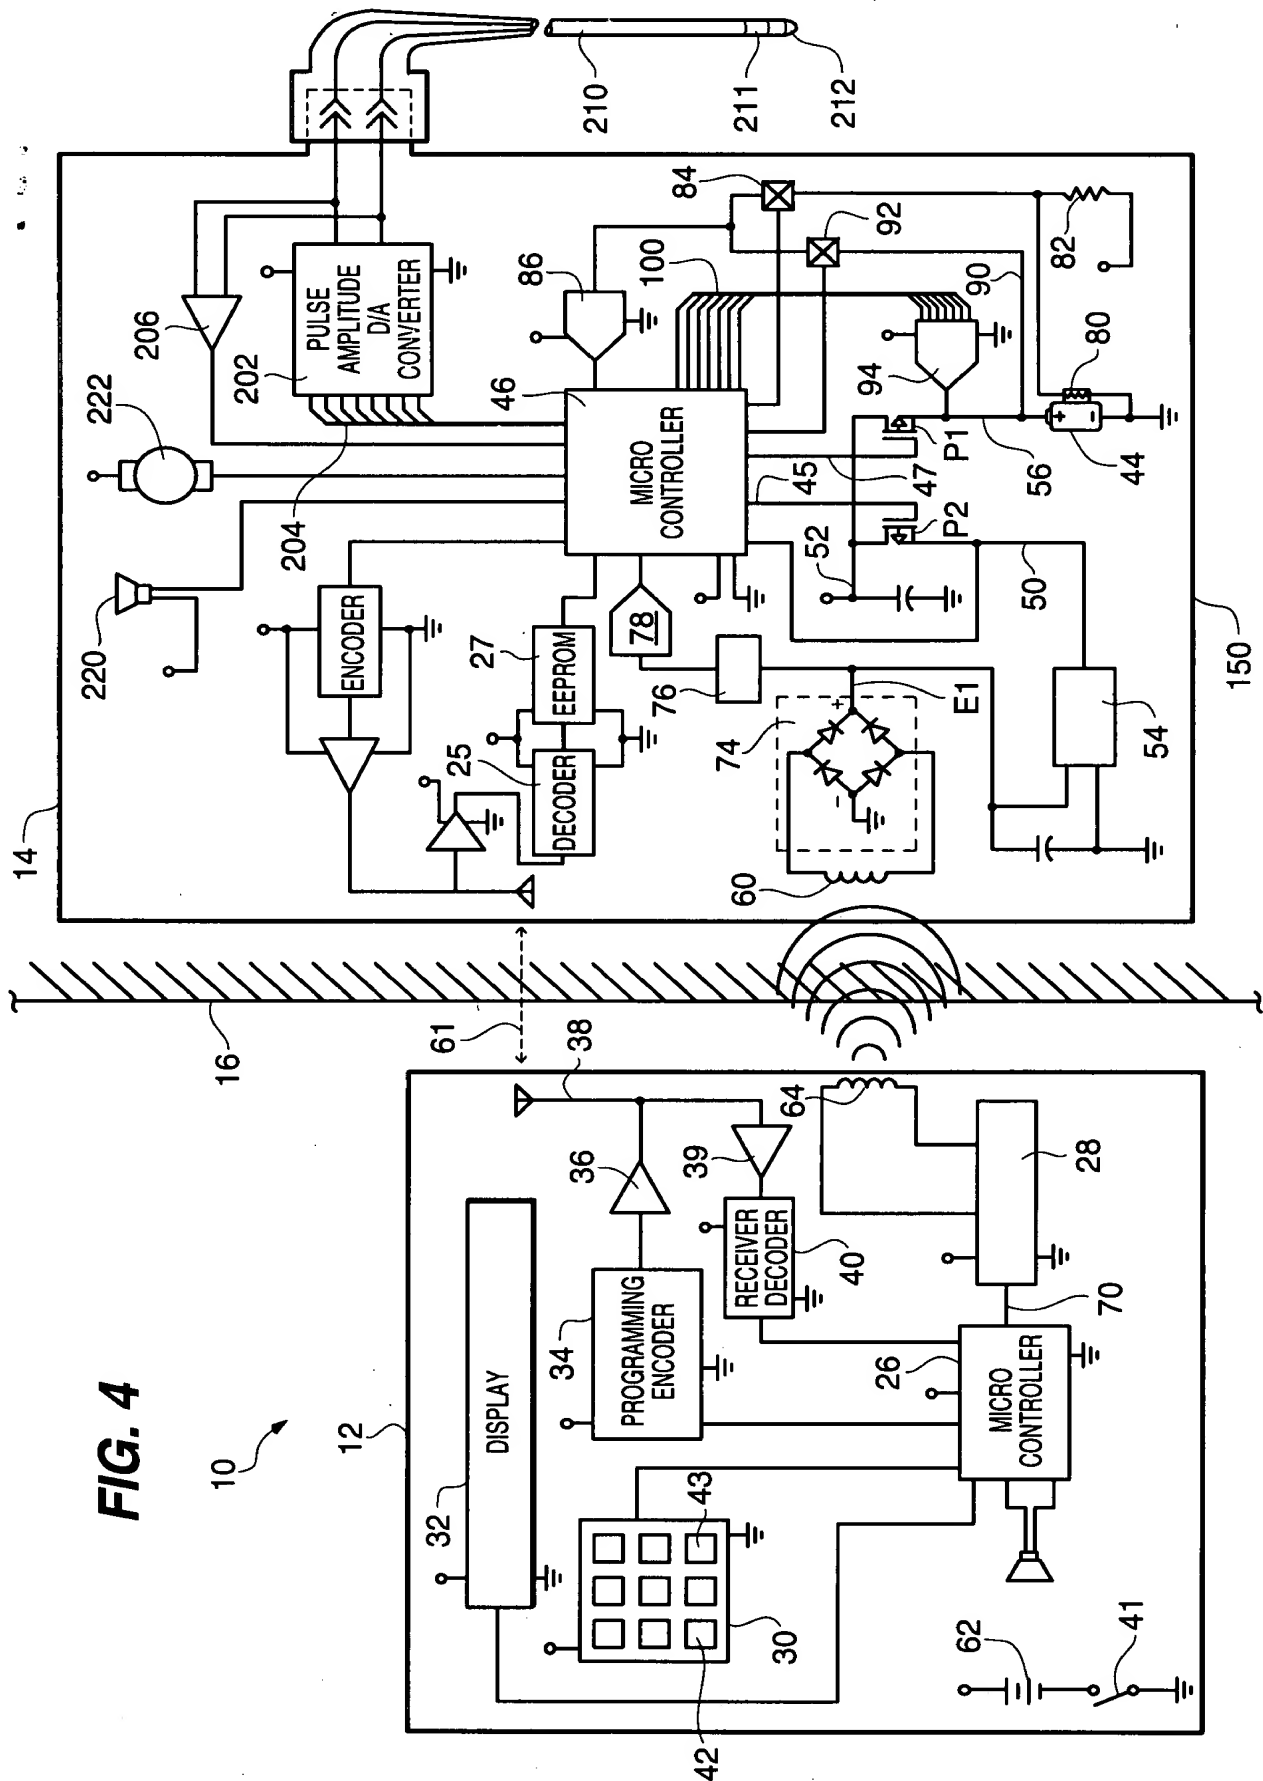 FIG. 4
10
12
14
16
32
DISPLAY
34
PROGRAMMING
ENCODER
36
38
61
39
RECEIVER
DECODER
40
30
42
43
26
MICRO
CONTROLLER
70
28
64
62
41
220
222
206
202
PULSE
AMPLITUDE
D/A
CONVERTER
204
210
211
212
ENCODER
25
DECODER
27
EEPROM
46
MICRO
CONTROLLER
86
84
92
100
78
76
74
+
-
E1
60
45
47
52
P2
P1
50
56
94
90
82
80
+
-
44
54
150